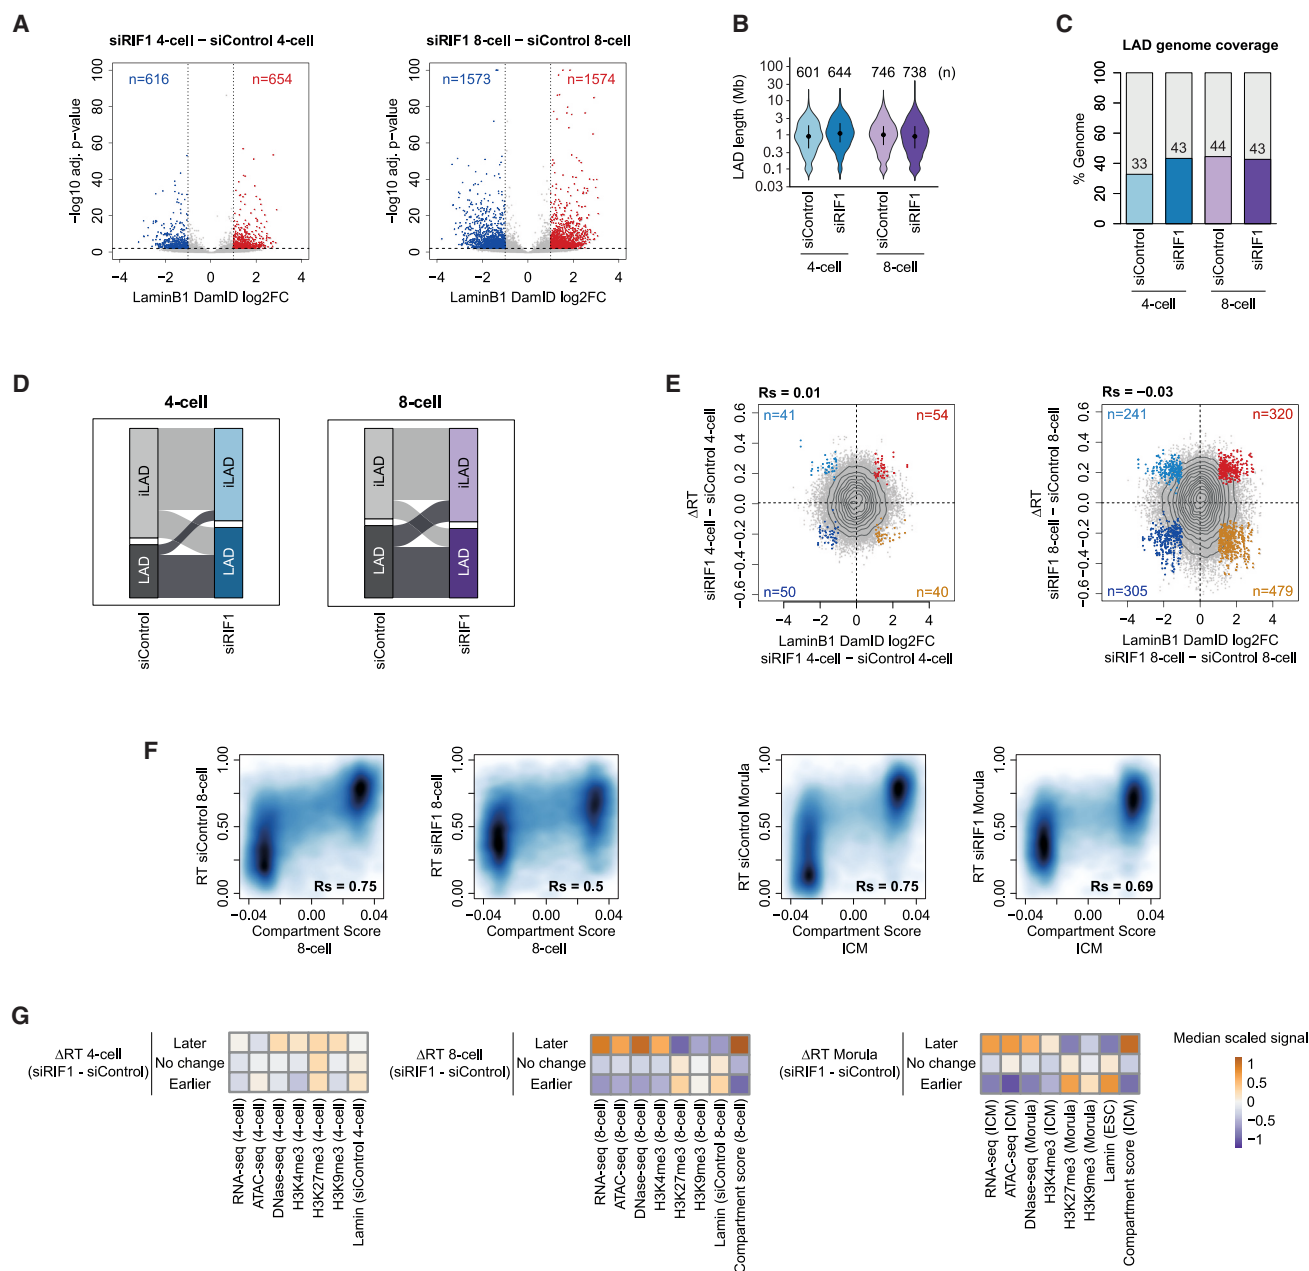 A
siRIF1 4-cell − siControl 4-cell
n=616
n=654
−log10 adj. p-value
100
80
60
40
20
0
−4 −2 0 2 4
LaminB1 DamID log2FC
siRIF1 8-cell − siControl 8-cell
n=1573
n=1574
−log10 adj. p-value
100
80
60
40
20
0
−4 −2 0 2 4
LaminB1 DamID log2FC
B
LAD length (Mb)
100
30
10
3
1
0.3
0.1
0.03
601 644 746 738 (n)
siControl
siRIF1
siControl
siRIF1
4-cell
8-cell
C
LAD genome coverage
% Genome
100
80
60
40
20
0
33 43 44 43
siControl
siRIF1
siControl
siRIF1
4-cell
8-cell
D
4-cell
iLAD
LAD
iLAD
LAD
siControl
siRIF1
8-cell
iLAD
LAD
iLAD
LAD
siControl
siRIF1
E
Rs = 0.01
n=41
n=54
n=50
n=40
ΔRT
siRIF1 4-cell − siControl 4-cell
0.6
0.4
0.2
0.0
−0.2
−0.4
−0.6
−4 −2 0 2 4
LaminB1 DamID log2FC
siRIF1 4-cell − siControl 4-cell
Rs = −0.03
n=241
n=320
n=305
n=479
ΔRT
siRIF1 8-cell − siControl 8-cell
0.6
0.4
0.2
0.0
−0.2
−0.4
−0.6
−4 −2 0 2 4
LaminB1 DamID log2FC
siRIF1 8-cell − siControl 8-cell
F
RT siControl 8-cell
1.00
0.50
0.00
Rs = 0.75
−0.04 0.00 0.04
Compartment Score
8-cell
RT siRIF1 8-cell
1.00
0.50
0.00
Rs = 0.5
−0.04 0.00 0.04
Compartment Score
8-cell
RT siControl Morula
1.00
0.50
0.00
Rs = 0.75
−0.04 0.00 0.04
Compartment Score
ICM
RT siRIF1 Morula
1.00
0.50
0.00
Rs = 0.69
−0.04 0.00 0.04
Compartment Score
ICM
G
ΔRT 4-cell
(siRIF1 - siControl)
Later
No change
Earlier
RNA-seq (4-cell)
ATAC-seq (4-cell)
DNase-seq (4-cell)
H3K4me3 (4-cell)
H3K27me3 (4-cell)
H3K9me3 (4-cell)
Lamin (siControl 4-cell)
ΔRT 8-cell
(siRIF1 - siControl)
Later
No change
Earlier
RNA-seq (8-cell)
ATAC-seq (8-cell)
DNase-seq (8-cell)
H3K4me3 (8-cell)
H3K27me3 (8-cell)
H3K9me3 (8-cell)
Lamin (siControl 8-cell)
Compartment score (8-cell)
ΔRT Morula
(siRIF1 - siControl)
Later
No change
Earlier
RNA-seq (ICM)
ATAC-seq ICM)
DNase-seq (Morula)
H3K4me3 (ICM)
H3K27me3 (Morula)
H3K9me3 (Morula)
Lamin (ESC)
Compartment score (ICM)
Median scaled signal
1
0.5
0
−0.5
−1